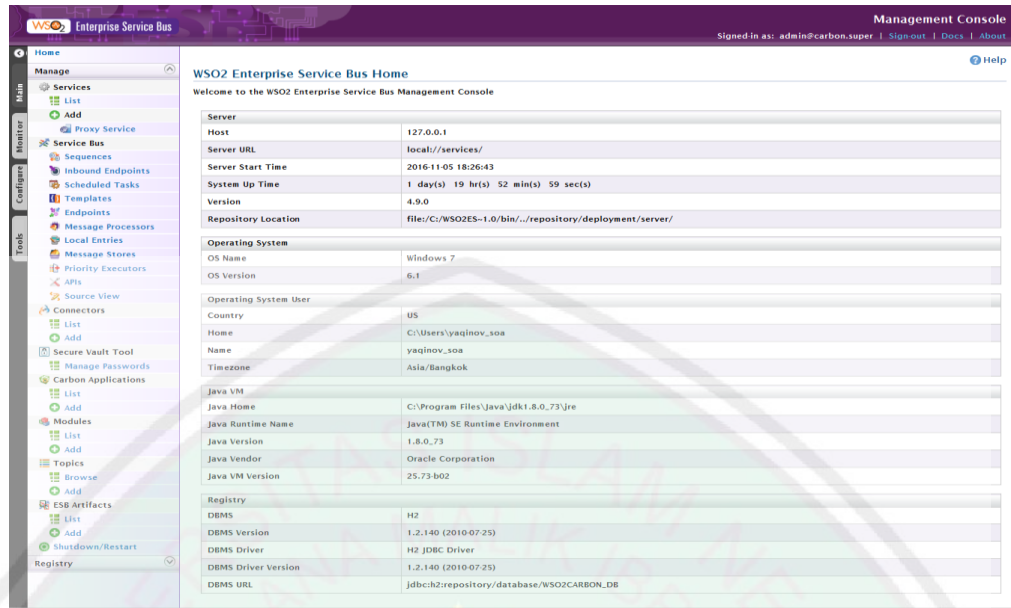 WSO2 Enterprise Service Bus
Management Console
Signed-in as: admin@carbon.super | Sign-out | Docs | About
Main
Monitor
Configure
Tools
Home
Manage
Services
List
Add
Proxy Service
Service Bus
Sequences
Inbound Endpoints
Scheduled Tasks
Templates
Endpoints
Message Processors
Local Entries
Message Stores
Priority Executors
APIs
Source View
Connectors
List
Add
Secure Vault Tool
Manage Passwords
Carbon Applications
List
Add
Modules
List
Add
Topics
Browse
Add
ESB Artifacts
List
Add
Shutdown/Restart
Registry
Help
WSO2 Enterprise Service Bus Home
Welcome to the WSO2 Enterprise Service Bus Management Console
Server
Host 127.0.0.1
Server URL local://services/
Server Start Time 2016-11-05 18:26:43
System Up Time 1 day(s) 19 hr(s) 52 min(s) 59 sec(s)
Version 4.9.0
Repository Location file:/C:/WSO2ES~1.0/bin/../repository/deployment/server/
Operating System
OS Name Windows 7
OS Version 6.1
Operating System User
Country US
Home C:\Users\yaqinov_soa
Name yaqinov_soa
Timezone Asia/Bangkok
Java VM
Java Home C:\Program Files\Java\jdk1.8.0_73\jre
Java Runtime Name Java(TM) SE Runtime Environment
Java Version 1.8.0_73
Java Vendor Oracle Corporation
Java VM Version 25.73-b02
Registry
DBMS H2
DBMS Version 1.2.140 (2010-07-25)
DBMS Driver H2 JDBC Driver
DBMS Driver Version 1.2.140 (2010-07-25)
DBMS URL jdbc:h2:repository/database/WSO2CARBON_DB